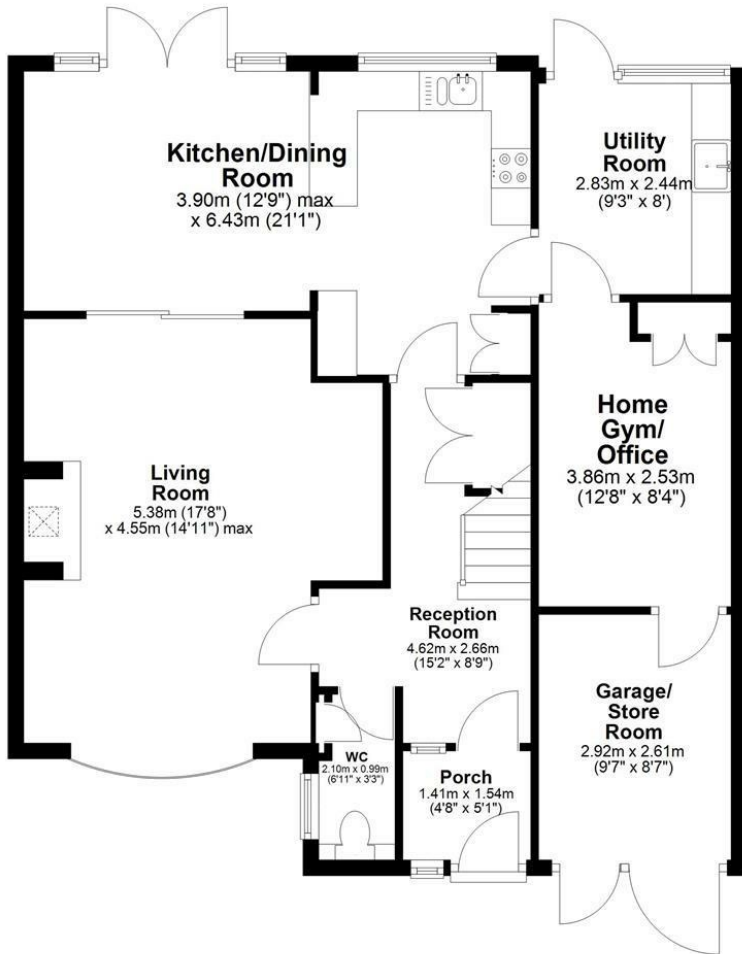 Kitchen/Dining
Room
3.90m (12'9") max
x 6.43m (21'1")
Utility
Room
2.83m x 2.44m
(9'3" x 8')
Home
Gym/
Office
3.86m x 2.53m
(12'8" x 8'4")
Living
Room
5.38m (17'8")
x 4.55m (14'11") max
Reception
Room
4.62m x 2.66m
(15'2" x 8'9")
Garage/
Store
Room
2.92m x 2.61m
(9'7" x 8'7")
WC
2.10m x 0.99m
(6'11" x 3'3")
Porch
1.41m x 1.54m
(4'8" x 5'1")